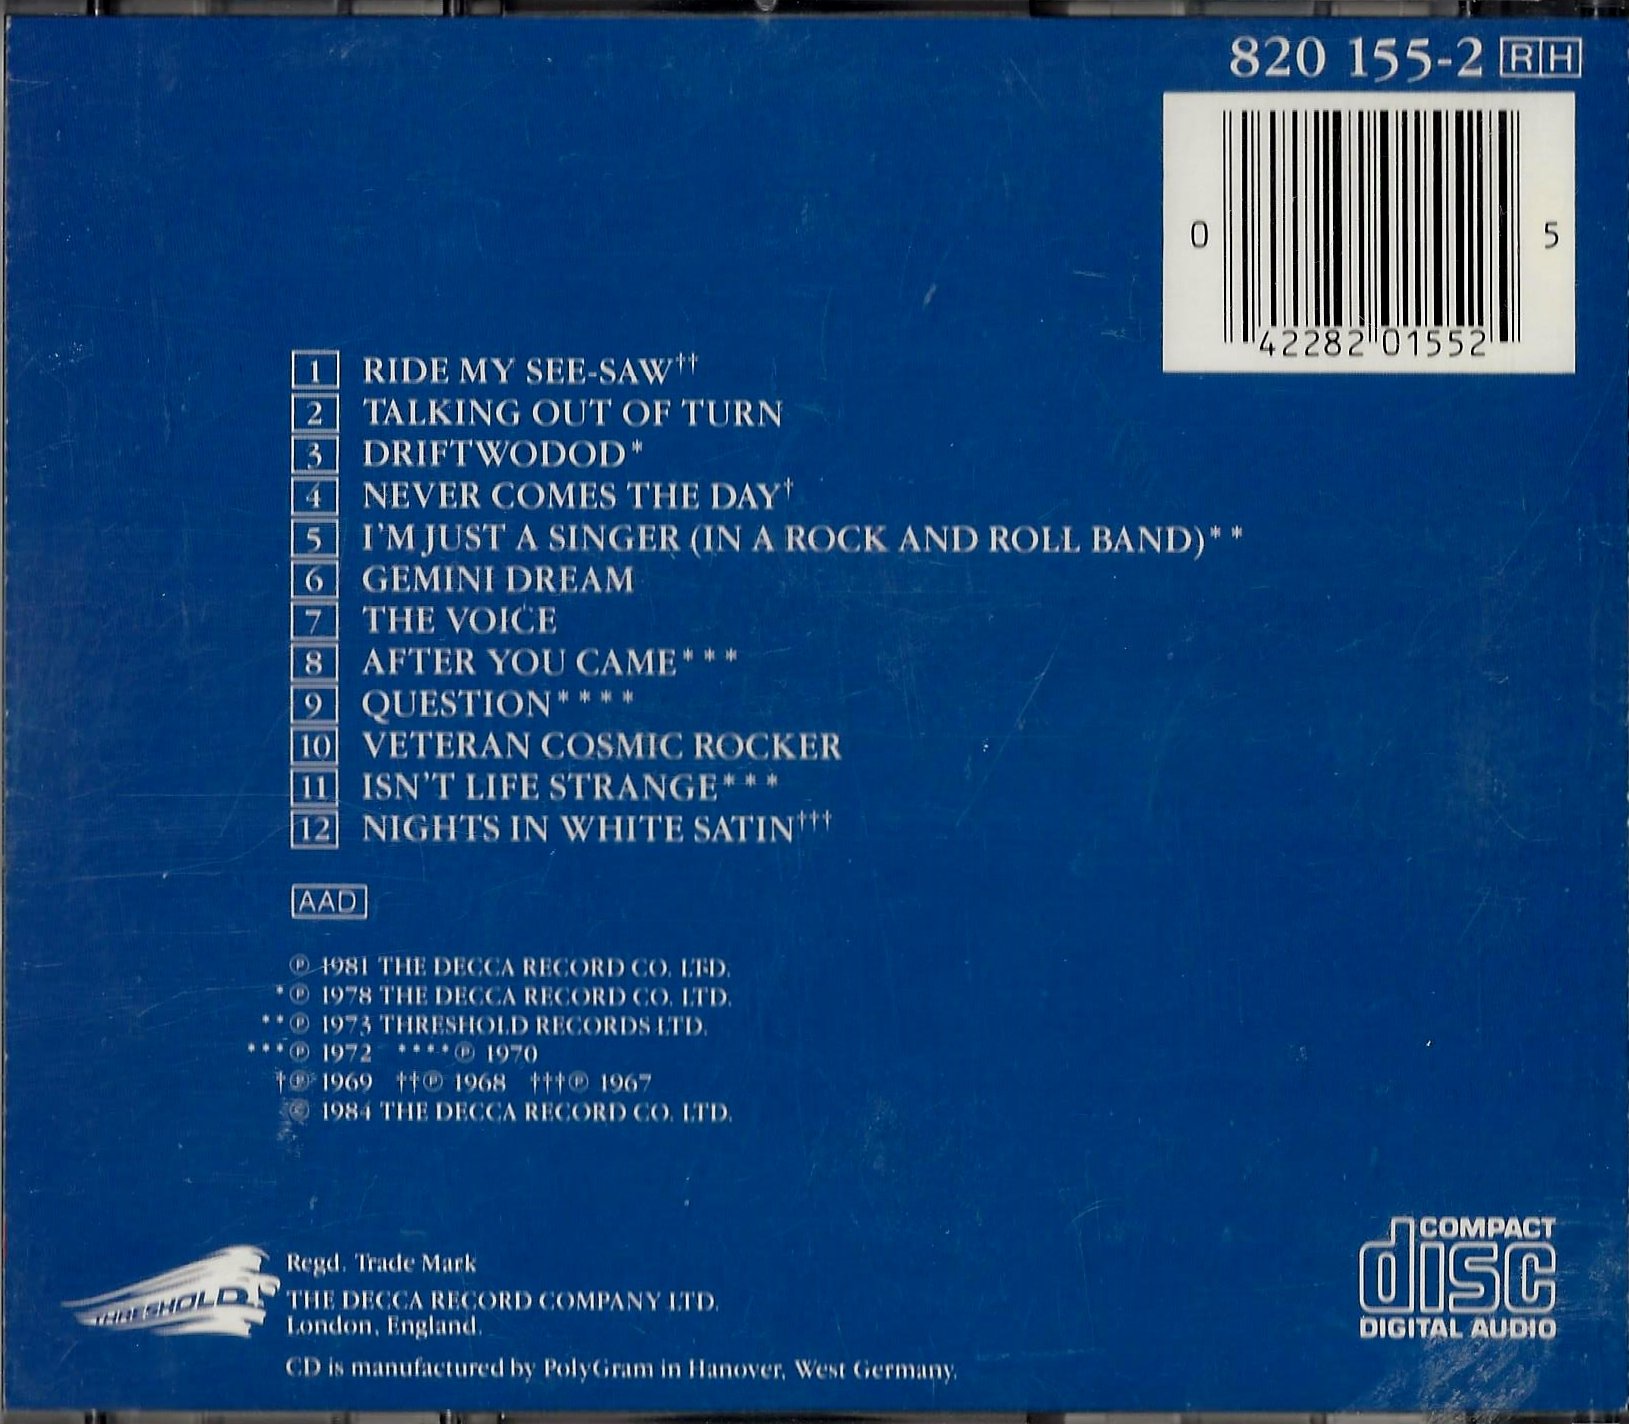 820 155-2 RH
0 42282 01552 5
1 RIDE MY SEE-SAW††
2 TALKING OUT OF TURN
3 DRIFTWODOD*
4 NEVER COMES THE DAY†
5 I'M JUST A SINGER (IN A ROCK AND ROLL BAND)**
6 GEMINI DREAM
7 THE VOICE
8 AFTER YOU CAME***
9 QUESTION****
10 VETERAN COSMIC ROCKER
11 ISN'T LIFE STRANGE***
12 NIGHTS IN WHITE SATIN†††
AAD
℗ 1981 THE DECCA RECORD CO. LTD.
*℗ 1978 THE DECCA RECORD CO. LTD.
**℗ 1973 THRESHOLD RECORDS LTD.
***℗ 1972 ****℗ 1970
†℗ 1969 ††℗ 1968 †††℗ 1967
© 1984 THE DECCA RECORD CO. LTD.
THRESHOLD
Regd. Trade Mark
THE DECCA RECORD COMPANY LTD.
London, England.
CD is manufactured by PolyGram in Hanover, West Germany.
COMPACT
disc
DIGITAL AUDIO